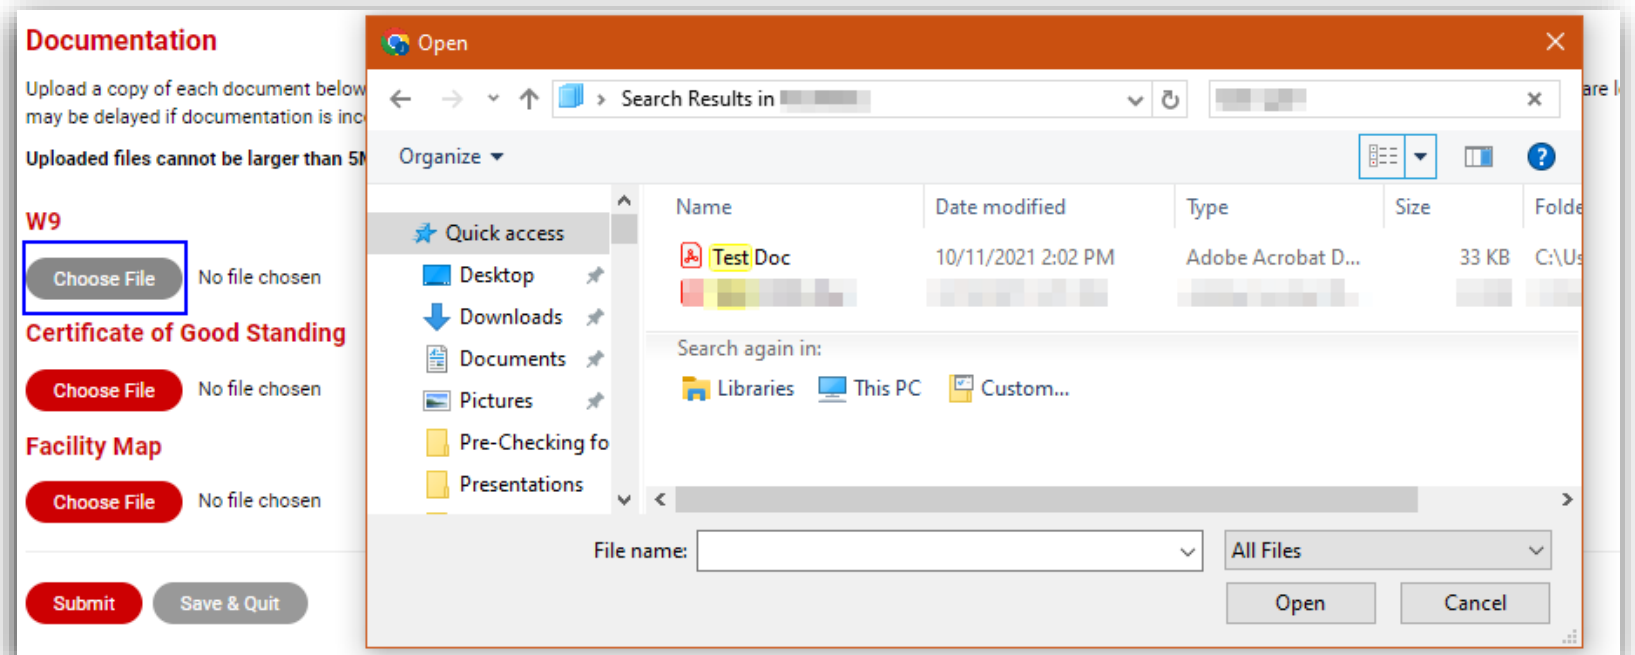 Documentation
Upload a copy of each document below
may be delayed if documentation is inc
Uploaded files cannot be larger than 5M
W9
Choose File No file chosen
Certificate of Good Standing
Choose File No file chosen
Facility Map
Choose File No file chosen
Submit Save & Quit
Open
Search Results in
are l
Organize
?
Quick access
Desktop
Downloads
Documents
Pictures
Pre-Checking fo
Presentations
Name Date modified Type Size Folde
Test Doc 10/11/2021 2:02 PM Adobe Acrobat D... 33 KB C:\Us
Search again in:
Libraries This PC Custom...
File name: All Files
Open Cancel